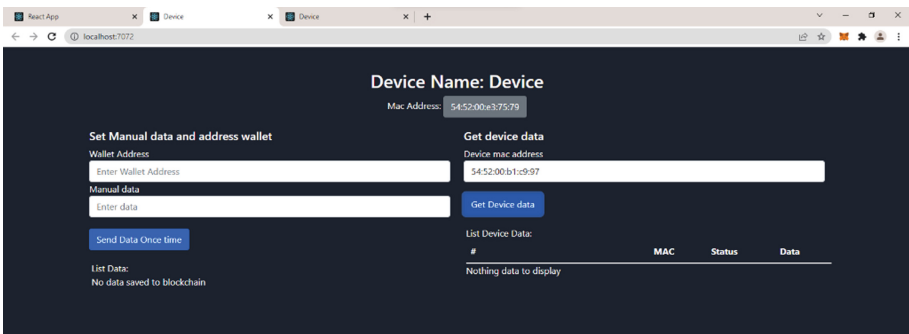 React App
Device
Device
localhost:7072
Device Name: Device
Mac Address: 54:52:00:e3:75:79
Set Manual data and address wallet
Wallet Address
Enter Wallet Address
Manual data
Enter data
Send Data Once time
List Data:
No data saved to blockchain
Get device data
Device mac address
54:52:00:b1:c9:97
Get Device data
List Device Data:
# MAC Status Data
Nothing data to display